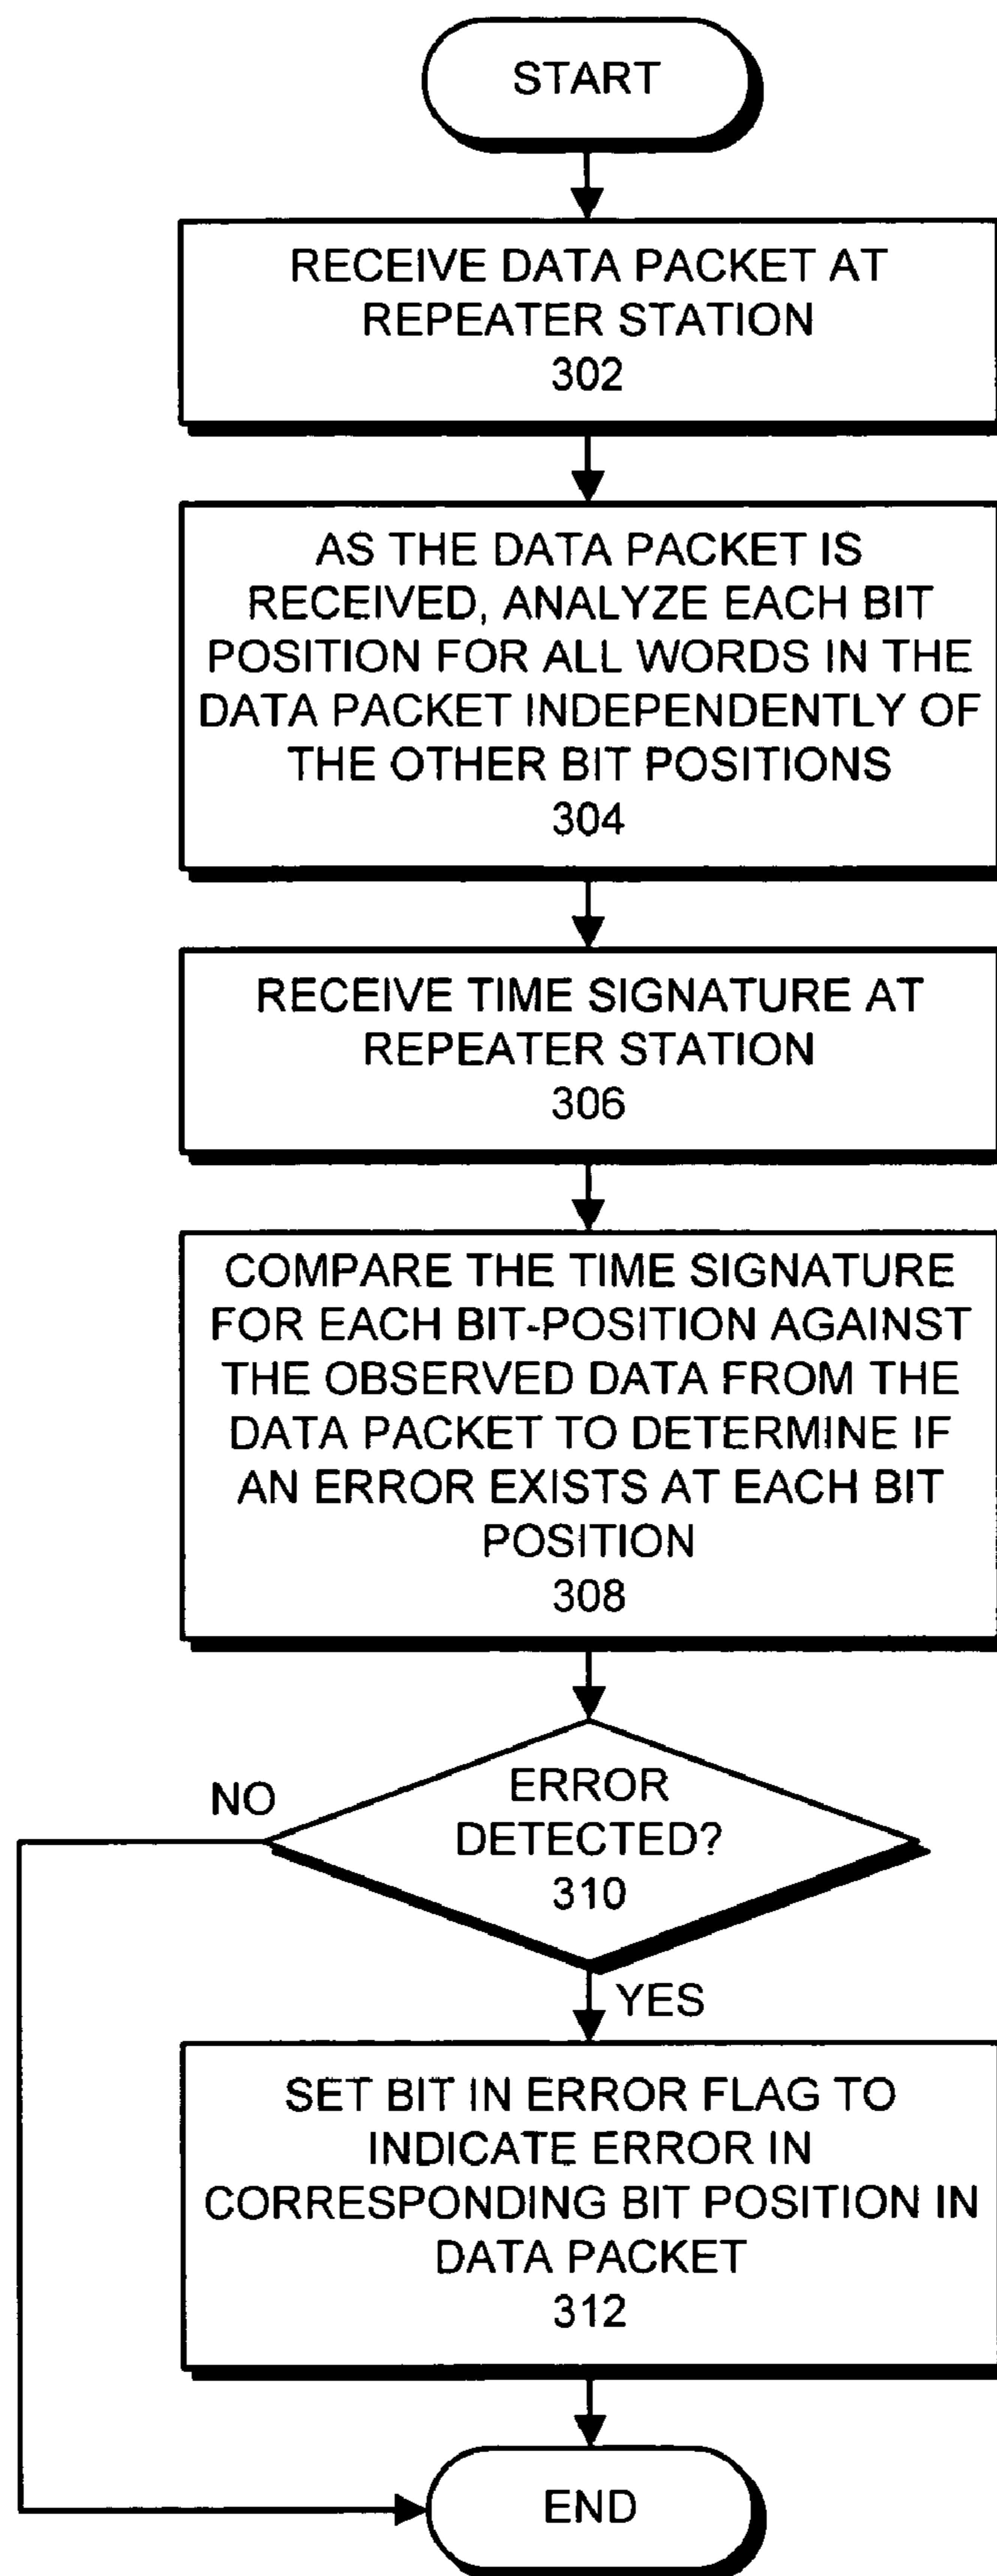 START
RECEIVE DATA PACKET AT
REPEATER STATION
302
AS THE DATA PACKET IS
RECEIVED, ANALYZE EACH BIT
POSITION FOR ALL WORDS IN THE
DATA PACKET INDEPENDENTLY OF
THE OTHER BIT POSITIONS
304
RECEIVE TIME SIGNATURE AT
REPEATER STATION
306
COMPARE THE TIME SIGNATURE
FOR EACH BIT-POSITION AGAINST
THE OBSERVED DATA FROM THE
DATA PACKET TO DETERMINE IF
AN ERROR EXISTS AT EACH BIT
POSITION
308
NO
ERROR
DETECTED?
310
YES
SET BIT IN ERROR FLAG TO
INDICATE ERROR IN
CORRESPONDING BIT POSITION IN
DATA PACKET
312
END